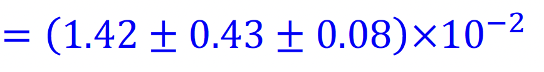 = (1.42 ± 0.43 ± 0.08)×10⁻²